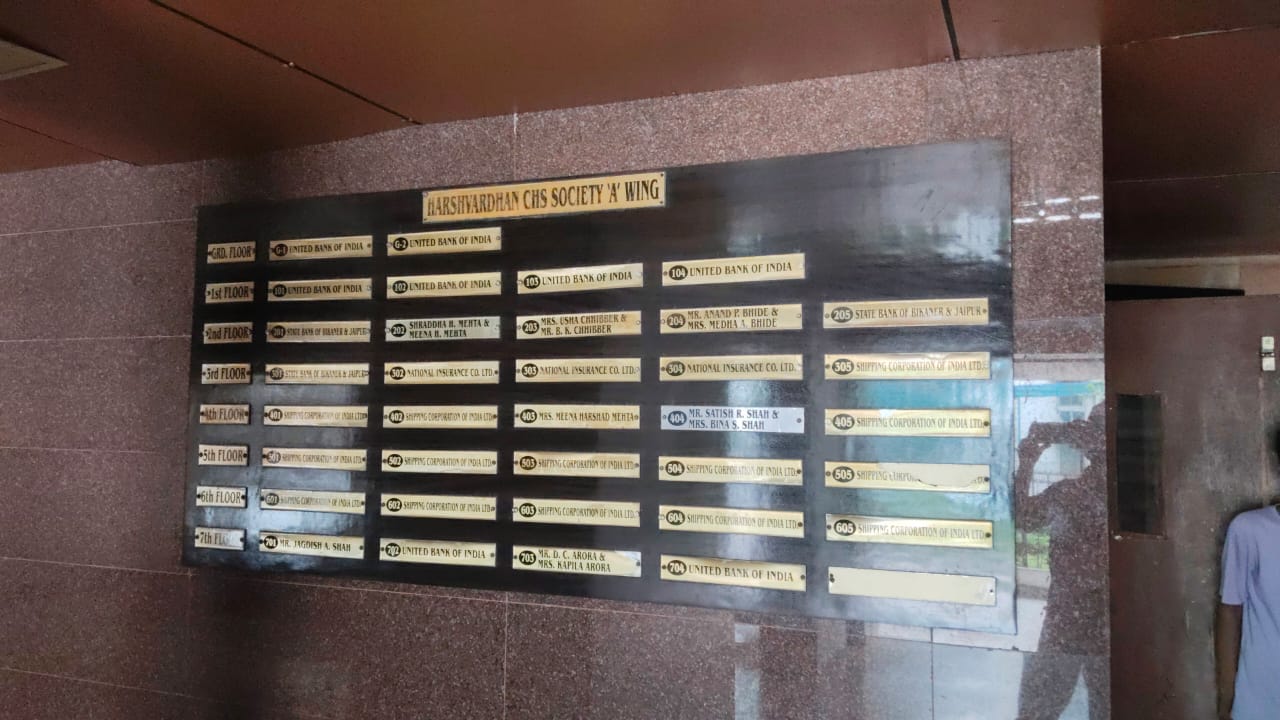 HARSHVARDHAN CHS SOCIETY 'A' WING
GRD. FLOOR G-1 UNITED BANK OF INDIA G-2 UNITED BANK OF INDIA
1st FLOOR 101 UNITED BANK OF INDIA 102 UNITED BANK OF INDIA 103 UNITED BANK OF INDIA 104 UNITED BANK OF INDIA
2nd FLOOR 201 STATE BANK OF BIKANER & JAIPUR 202 SHRADDHA H. MEHTA & MEENA H. MEHTA 203 MRS. USHA CHHIBBER & MR. B. K. CHHIBBER 204 MR. ANAND P. BHIDE & MRS. MEDHA A. BHIDE 205 STATE BANK OF BIKANER & JAIPUR
3rd FLOOR 301 STATE BANK OF BIKANER & JAIPUR 302 NATIONAL INSURANCE CO. LTD. 303 NATIONAL INSURANCE CO. LTD. 304 NATIONAL INSURANCE CO. LTD. 305 SHIPPING CORPORATION OF INDIA LTD.
4th FLOOR 401 SHIPPING CORPORATION OF INDIA LTD. 402 SHIPPING CORPORATION OF INDIA LTD. 403 MRS. MEENA HARSHAD MEHTA 404 MR. SATISH R. SHAH & MRS. BINA S. SHAH 405 SHIPPING CORPORATION OF INDIA LTD.
5th FLOOR 501 SHIPPING CORPORATION OF INDIA LTD. 502 SHIPPING CORPORATION OF INDIA LTD. 503 SHIPPING CORPORATION OF INDIA LTD. 504 SHIPPING CORPORATION OF INDIA LTD. 505 SHIPPING
6th FLOOR 601 SHIPPING CORPORATION OF INDIA LTD. 602 SHIPPING CORPORATION OF INDIA LTD. 603 SHIPPING CORPORATION OF INDIA LTD. 604 SHIPPING CORPORATION OF INDIA LTD. 605 SHIPPING CORPORATION OF INDIA LTD.
7th 701 MR. JAGDISH A. SHAH 702 UNITED BANK OF INDIA 703 MR. D. C. ARORA & MRS. KAPILA ARORA 704 UNITED BANK OF INDIA